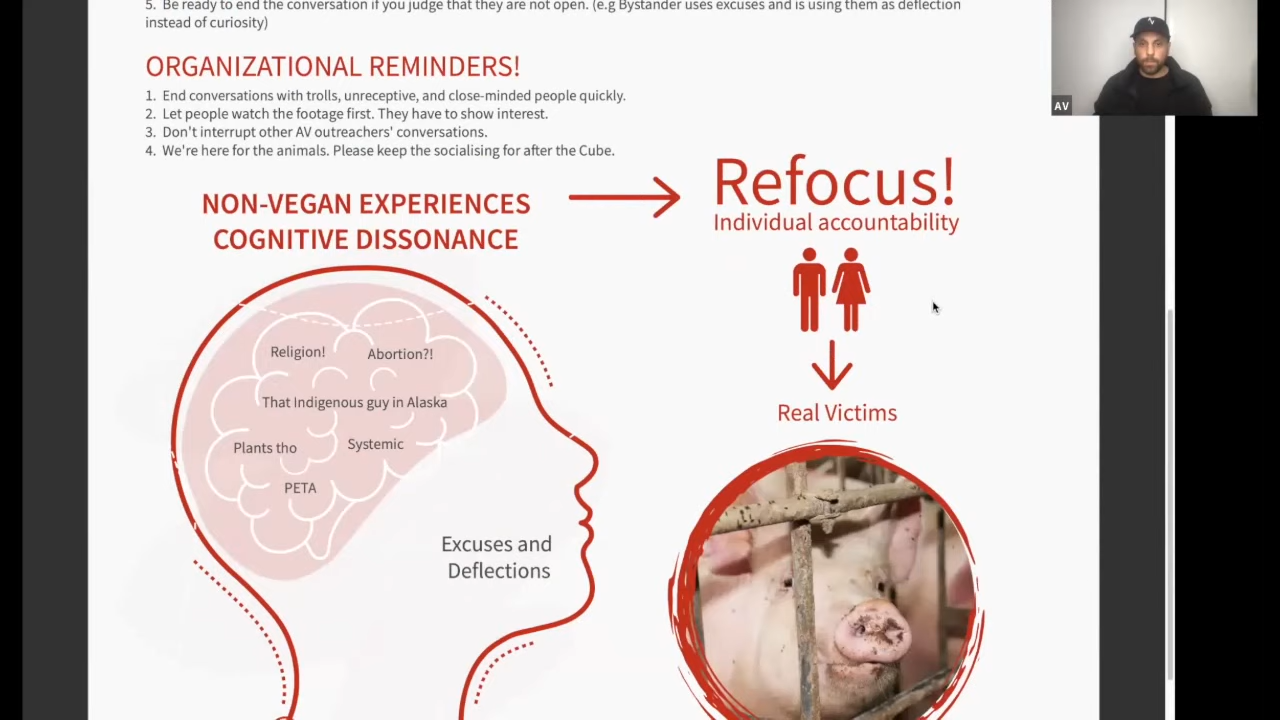 5. Be ready to end the conversation if you judge that they are not open. (e.g Bystander uses excuses and is using them as deflection
instead of curiosity)
ORGANIZATIONAL REMINDERS!
1. End conversations with trolls, unreceptive, and close-minded people quickly.
2. Let people watch the footage first. They have to show interest.
3. Don't interrupt other AV outreachers' conversations.
4. We're here for the animals. Please keep the socialising for after the Cube.
NON-VEGAN EXPERIENCES
COGNITIVE DISSONANCE
Refocus!
Individual accountability
Religion!
Abortion?!
That Indigenous guy in Alaska
Plants tho
Systemic
PETA
Excuses and
Deflections
Real Victims
AV